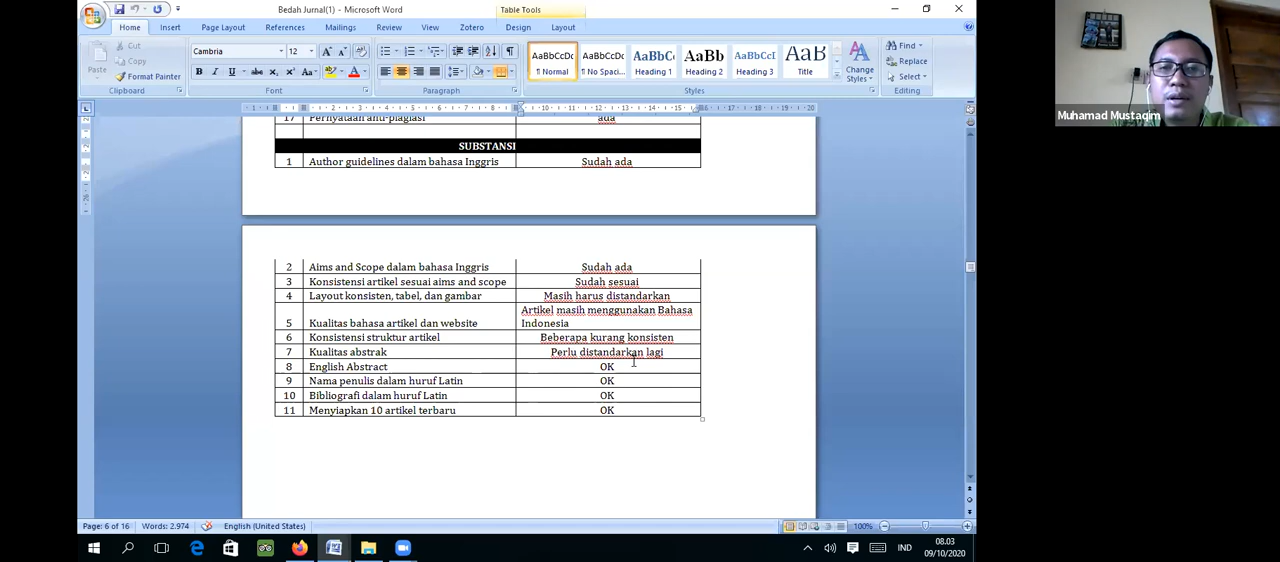 Bedah Jurnal(1) - Microsoft Word
Table Tools
Home Insert Page Layout References Mailings Review View Zotero Design Layout
Paste
Cut
Copy
Format Painter
Clipboard
Cambria 12
B I U
Font
Paragraph
AaBbCcDc AaBbCcDc AaBbC AaBb AaBbCcI AaB
¶ Normal ¶ No Spaci... Heading 1 Heading 2 Heading 3 Title
Change
Styles
Styles
Find
Replace
Select
Editing
Muhamad Mustaqim
17 Pernyataan anti-plagiasi ada
SUBSTANSI
1 Author guidelines dalam bahasa Inggris Sudah ada
2 Aims and Scope dalam bahasa Inggris Sudah ada
3 Konsistensi artikel sesuai aims and scope Sudah sesuai
4 Layout konsisten, tabel, dan gambar Masih harus distandarkan
5 Kualitas bahasa artikel dan website Artikel masih menggunakan Bahasa
Indonesia
6 Konsistensi struktur artikel Beberapa kurang konsisten
7 Kualitas abstrak Perlu distandarkan lagi
8 English Abstract OK
9 Nama penulis dalam huruf Latin OK
10 Bibliografi dalam huruf Latin OK
11 Menyiapkan 10 artikel terbaru OK
Page: 6 of 16 Words: 2.974 English (United States) 100%
IND
08.03
09/10/2020